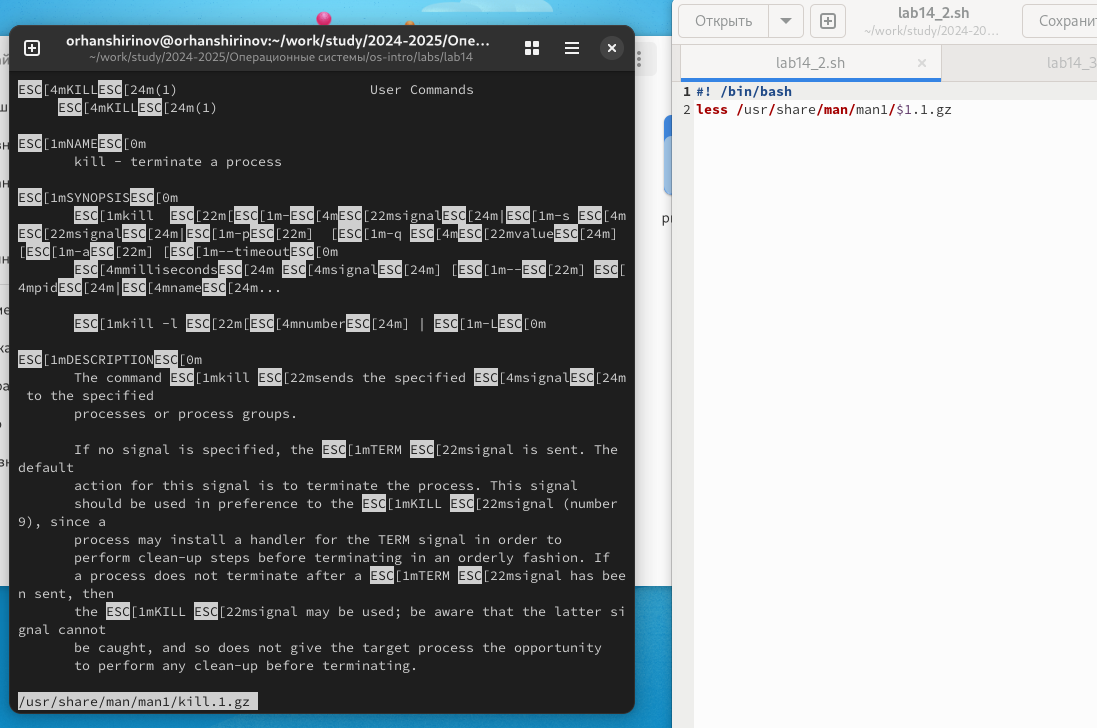 orhanshirinov@orhanshirinov:~/work/study/2024-2025/Опе...
~/work/study/2024-2025/Операционные системы/os-intro/labs/lab14
ESC[4mKILLESC[24m(1)                        User Commands
     ESC[4mKILLESC[24m(1)
ESC[1mNAMEESC[0m
       kill - terminate a process
ESC[1mSYNOPSISESC[0m
       ESC[1mkill  ESC[22m[ESC[1m-ESC[4mESC[22msignalESC[24m|ESC[1m-s ESC[4m
ESC[22msignalESC[24m|ESC[1m-pESC[22m]  [ESC[1m-q ESC[4mESC[22mvalueESC[24m]
[ESC[1m-aESC[22m] [ESC[1m--timeoutESC[0m
       ESC[4mmillisecondsESC[24m ESC[4msignalESC[24m] [ESC[1m--ESC[22m] ESC[
4mpidESC[24m|ESC[4mnameESC[24m...
       ESC[1mkill -l ESC[22m[ESC[4mnumberESC[24m] | ESC[1m-LESC[0m
ESC[1mDESCRIPTIONESC[0m
       The command ESC[1mkill ESC[22msends the specified ESC[4msignalESC[24m
 to the specified
       processes or process groups.
       If no signal is specified, the ESC[1mTERM ESC[22msignal is sent. The
default
       action for this signal is to terminate the process. This signal
       should be used in preference to the ESC[1mKILL ESC[22msignal (number
9), since a
       process may install a handler for the TERM signal in order to
       perform clean-up steps before terminating in an orderly fashion. If
       a process does not terminate after a ESC[1mTERM ESC[22msignal has bee
n sent, then
       the ESC[1mKILL ESC[22msignal may be used; be aware that the latter si
gnal cannot
       be caught, and so does not give the target process the opportunity
       to perform any clean-up before terminating.
/usr/share/man/man1/kill.1.gz
Открыть
lab14_2.sh
~/work/study/2024-2025/20...
Сохрани
lab14_2.sh
lab14_3
1 #! /bin/bash
2 less /usr/share/man/man1/$1.1.gz